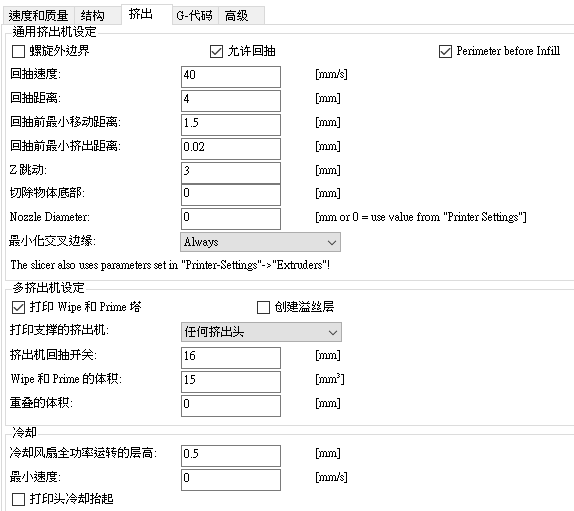 速度和质量 结构 挤出 G-代码 高级
通用挤出机设定
螺旋外边界 允许回抽 Perimeter before Infill
回抽速度: 40 [mm/s]
回抽距离: 4 [mm]
回抽前最小移动距离: 1.5 [mm]
回抽前最小挤出距离: 0.02 [mm]
Z 跳动: 3 [mm]
切除物体底部: 0 [mm]
Nozzle Diameter: 0 [mm or 0 = use value from "Printer Settings"]
最小化交叉边缘: Always
The slicer also uses parameters set in "Printer-Settings"->"Extruders"!
多挤出机设定
打印 Wipe 和 Prime 塔 创建溢丝层
打印支撑的挤出机: 任何挤出头
挤出机回抽开关: 16 [mm]
Wipe 和 Prime 的体积: 15 [mm³]
重叠的体积: 0 [mm]
冷却
冷却风扇全功率运转的层高: 0.5 [mm]
最小速度: 0 [mm/s]
打印头冷却抬起